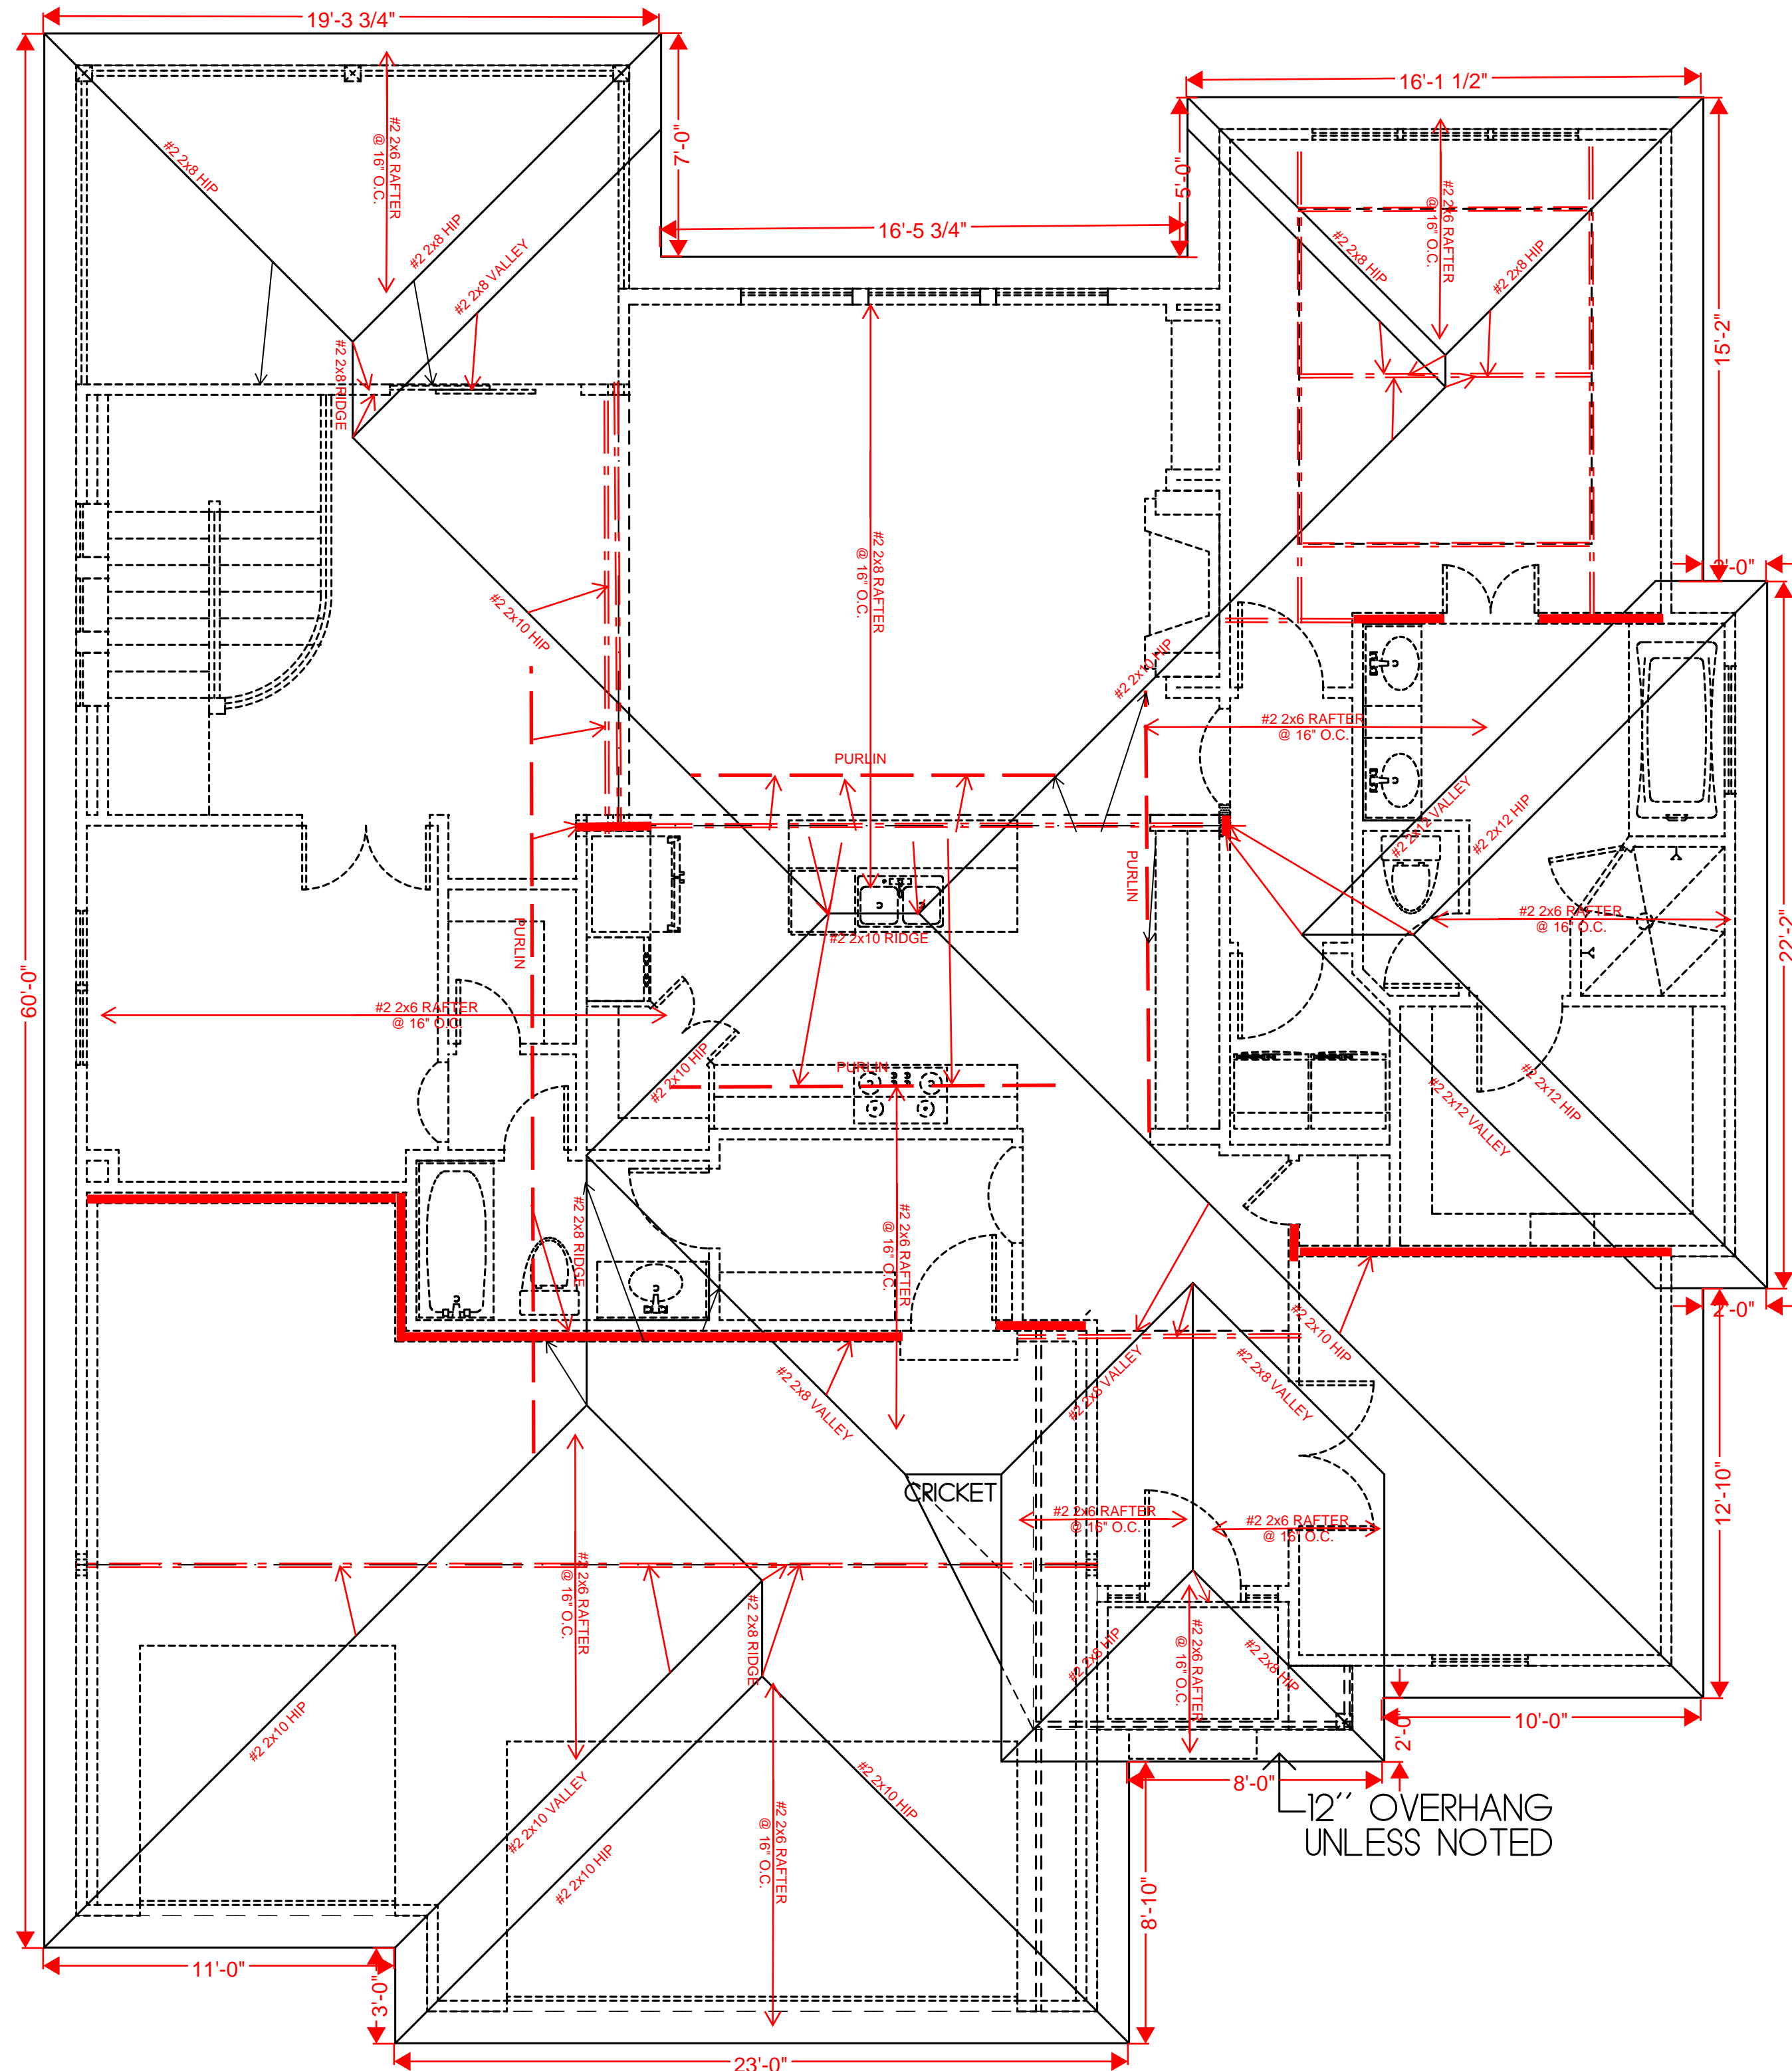 19'-3 3/4"
16'-1 1/2"
7'-0"
5'-0"
16'-5 3/4"
#2 2x6 RAFTER
@ 16" O.C.
#2 2x8 HIP
#2 2x8 HIP
#2 2x8 VALLEY
#2 2x8 RIDGE
#2 2x6 RAFTER
@ 16" O.C.
#2 2x8 HIP
#2 2x8 HIP
15'-2"
#2 2x8 RAFTER
@ 16" O.C.
#2 2x10 HIP
#2 2x10 HIP
2'-0"
#2 2x6 RAFTER
@ 16" O.C.
PURLIN
PURLIN
PURLIN
#2 2x12 VALLEY
#2 2x12 HIP
#2 2x6 RAFTER
@ 16" O.C.
22'-2"
#2 2x10 RIDGE
60'-0"
#2 2x6 RAFTER
@ 16" O.C.
#2 2x10 HIP
PURLIN
#2 2x12 VALLEY
#2 2x12 HIP
#2 2x8 RIDGE
#2 2x6 RAFTER
@ 16" O.C.
#2 2x10 HIP
2'-0"
#2 2x8 VALLEY
#2 2x8 VALLEY
#2 2x8 VALLEY
CRICKET
#2 2x6 RAFTER
@ 16" O.C.
#2 2x6 RAFTER
@ 16" O.C.
12'-10"
#2 2x6 RAFTER
@ 16" O.C.
#2 2x8 RIDGE
#2 2x8 HIP
#2 2x6 RAFTER
@ 16" O.C.
#2 2x8 HIP
#2 2x10 HIP
10'-0"
2'-0"
8'-0"
12'' OVERHANG
UNLESS NOTED
#2 2x10 VALLEY
#2 2x10 HIP
#2 2x6 RAFTER
@ 16" O.C.
#2 2x10 HIP
8'-10"
11'-0"
3'-0"
23'-0"